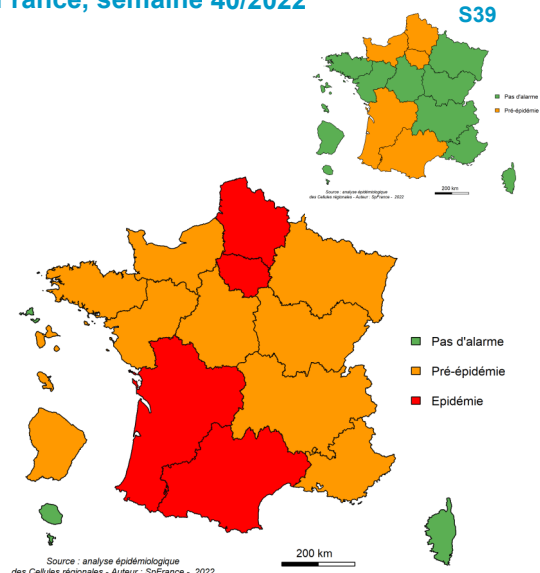 France, semaine 40/2022
S39
Pas d'alarme
Pré-épidémie
Source : analyse épidémiologique
des Cellules régionales - Auteur : SpFrance - 2022
200 km
Pas d'alarme
Pré-épidémie
Epidémie
200 km
Source : analyse épidémiologique
des Cellules régionales - Auteur : SpFrance - 2022